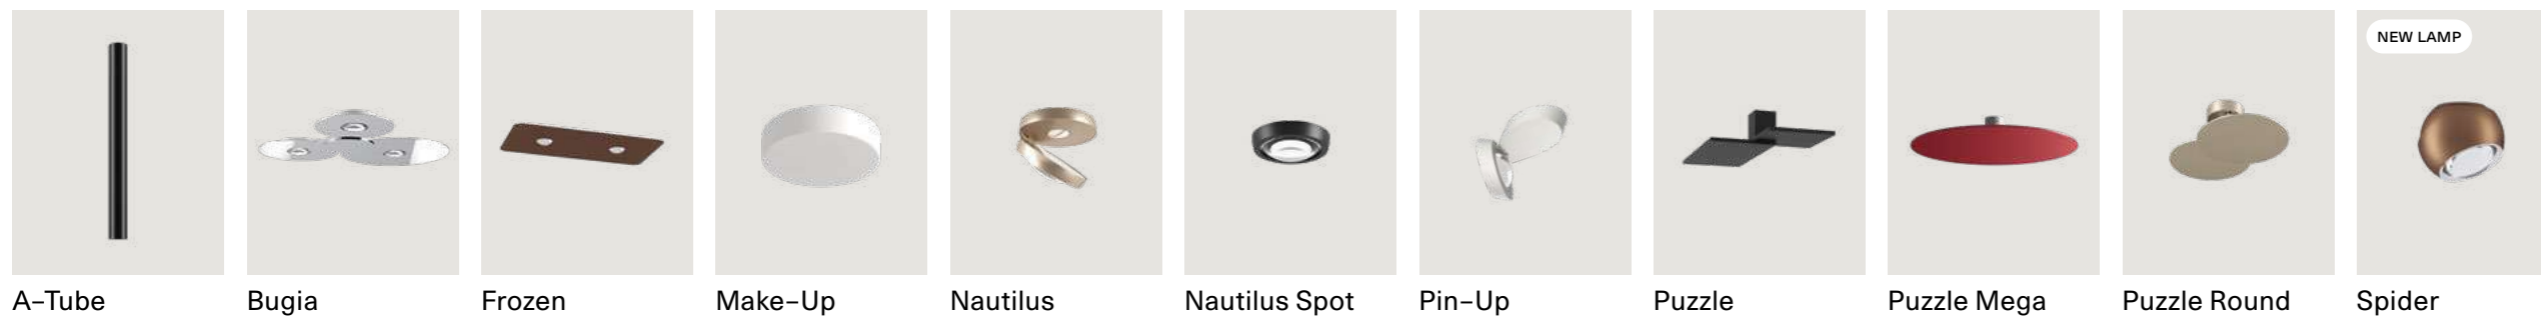 NEW LAMP
A–Tube
Bugia
Frozen
Make–Up
Nautilus
Nautilus Spot
Pin–Up
Puzzle
Puzzle Mega
Puzzle Round
Spider